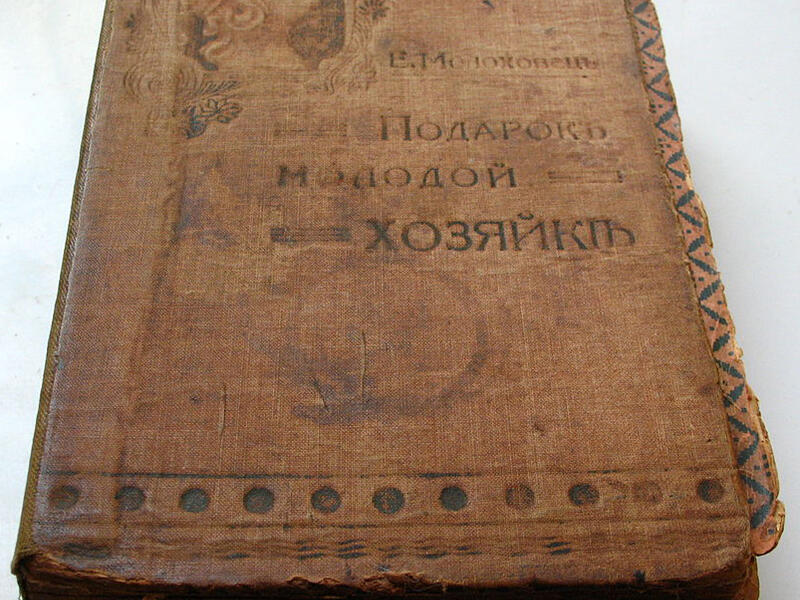 Е. Молоховецъ
Подарокъ
молодой
хозяйкѣ